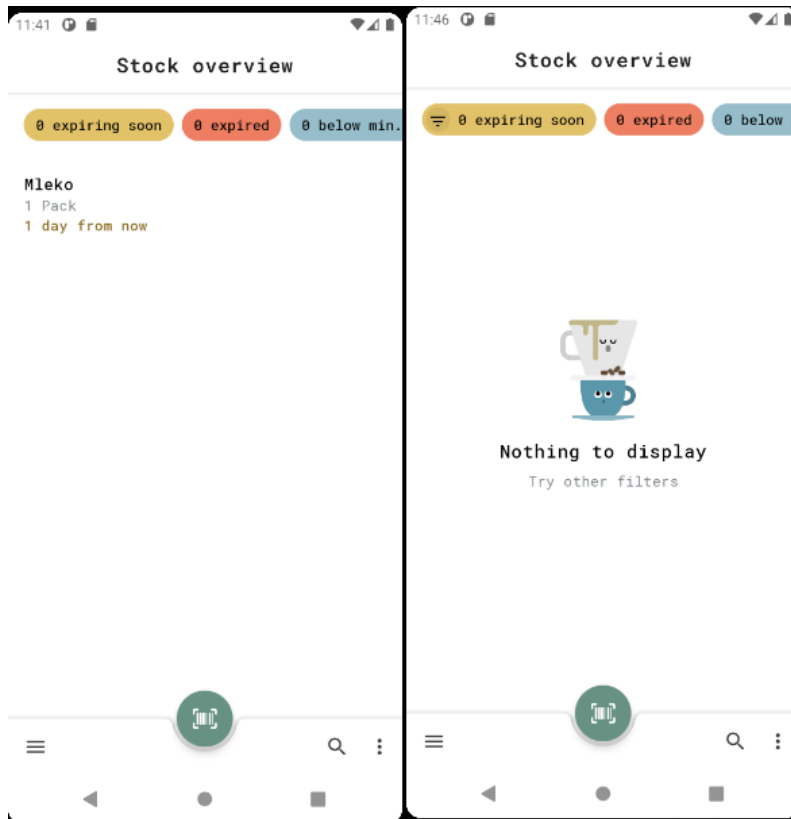 11:41
Stock overview
0 expiring soon
0 expired
0 below min.
Mleko
1 Pack
1 day from now
11:46
Stock overview
0 expiring soon
0 expired
0 below
Nothing to display
Try other filters